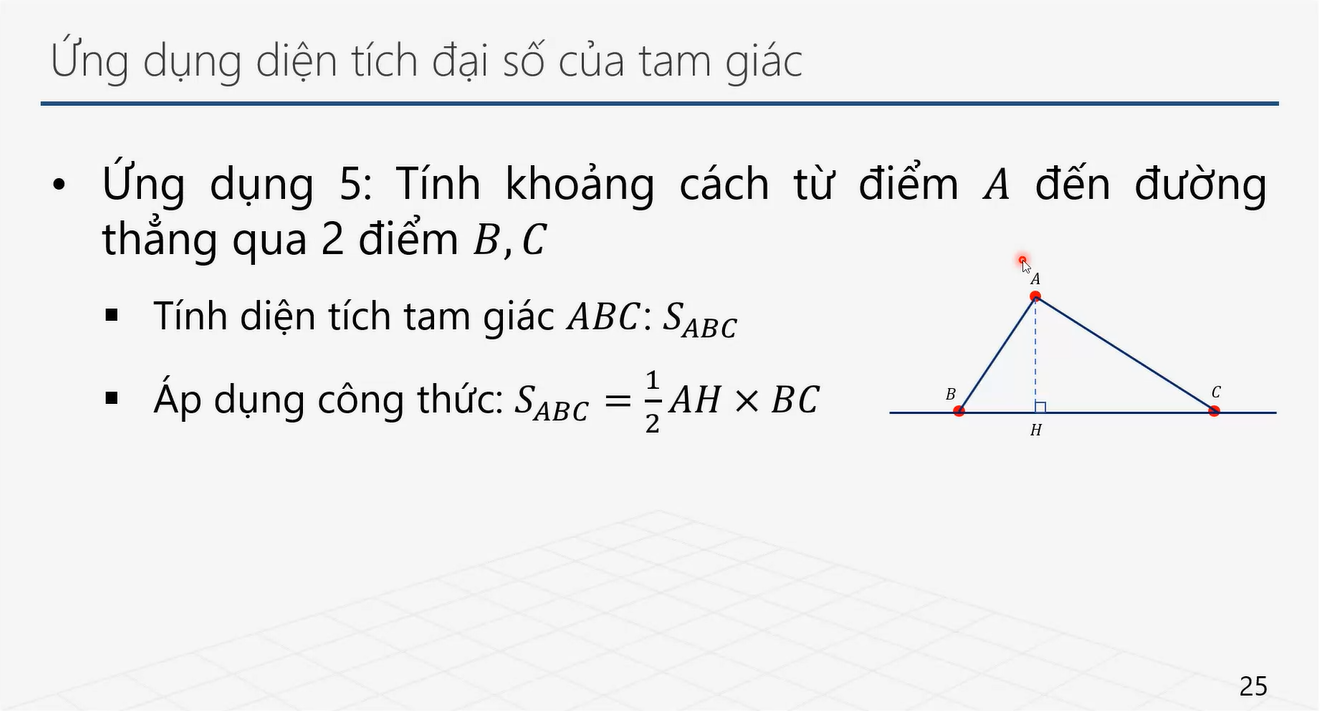 Ứng dụng diện tích đại số của tam giác
• Ứng dụng 5: Tính khoảng cách từ điểm A đến đường
thẳng qua 2 điểm B, C
▪ Tính diện tích tam giác ABC: S_{ABC}
▪ Áp dụng công thức: S_{ABC} = \frac{1}{2} AH × BC
A
B
C
H
25